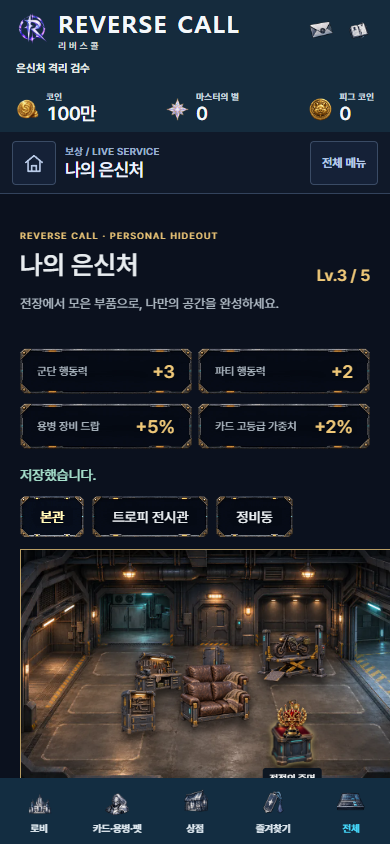 REVERSE CALL
리버스콜
은신처 격리 검수
코인
100만
마스터의 별
0
피그 코인
0
보상 / LIVE SERVICE
나의 은신처
전체 메뉴
REVERSE CALL · PERSONAL HIDEOUT
나의 은신처
Lv.3 / 5
전장에서 모은 부품으로, 나만의 공간을 완성하세요.
군단 행동력 +3
파티 행동력 +2
용병 장비 드랍 +5%
카드 고등급 가중치 +2%
저장했습니다.
본관
트로피 전시관
정비동
로비
카드·용병·펫
상점
즐겨찾기
전체